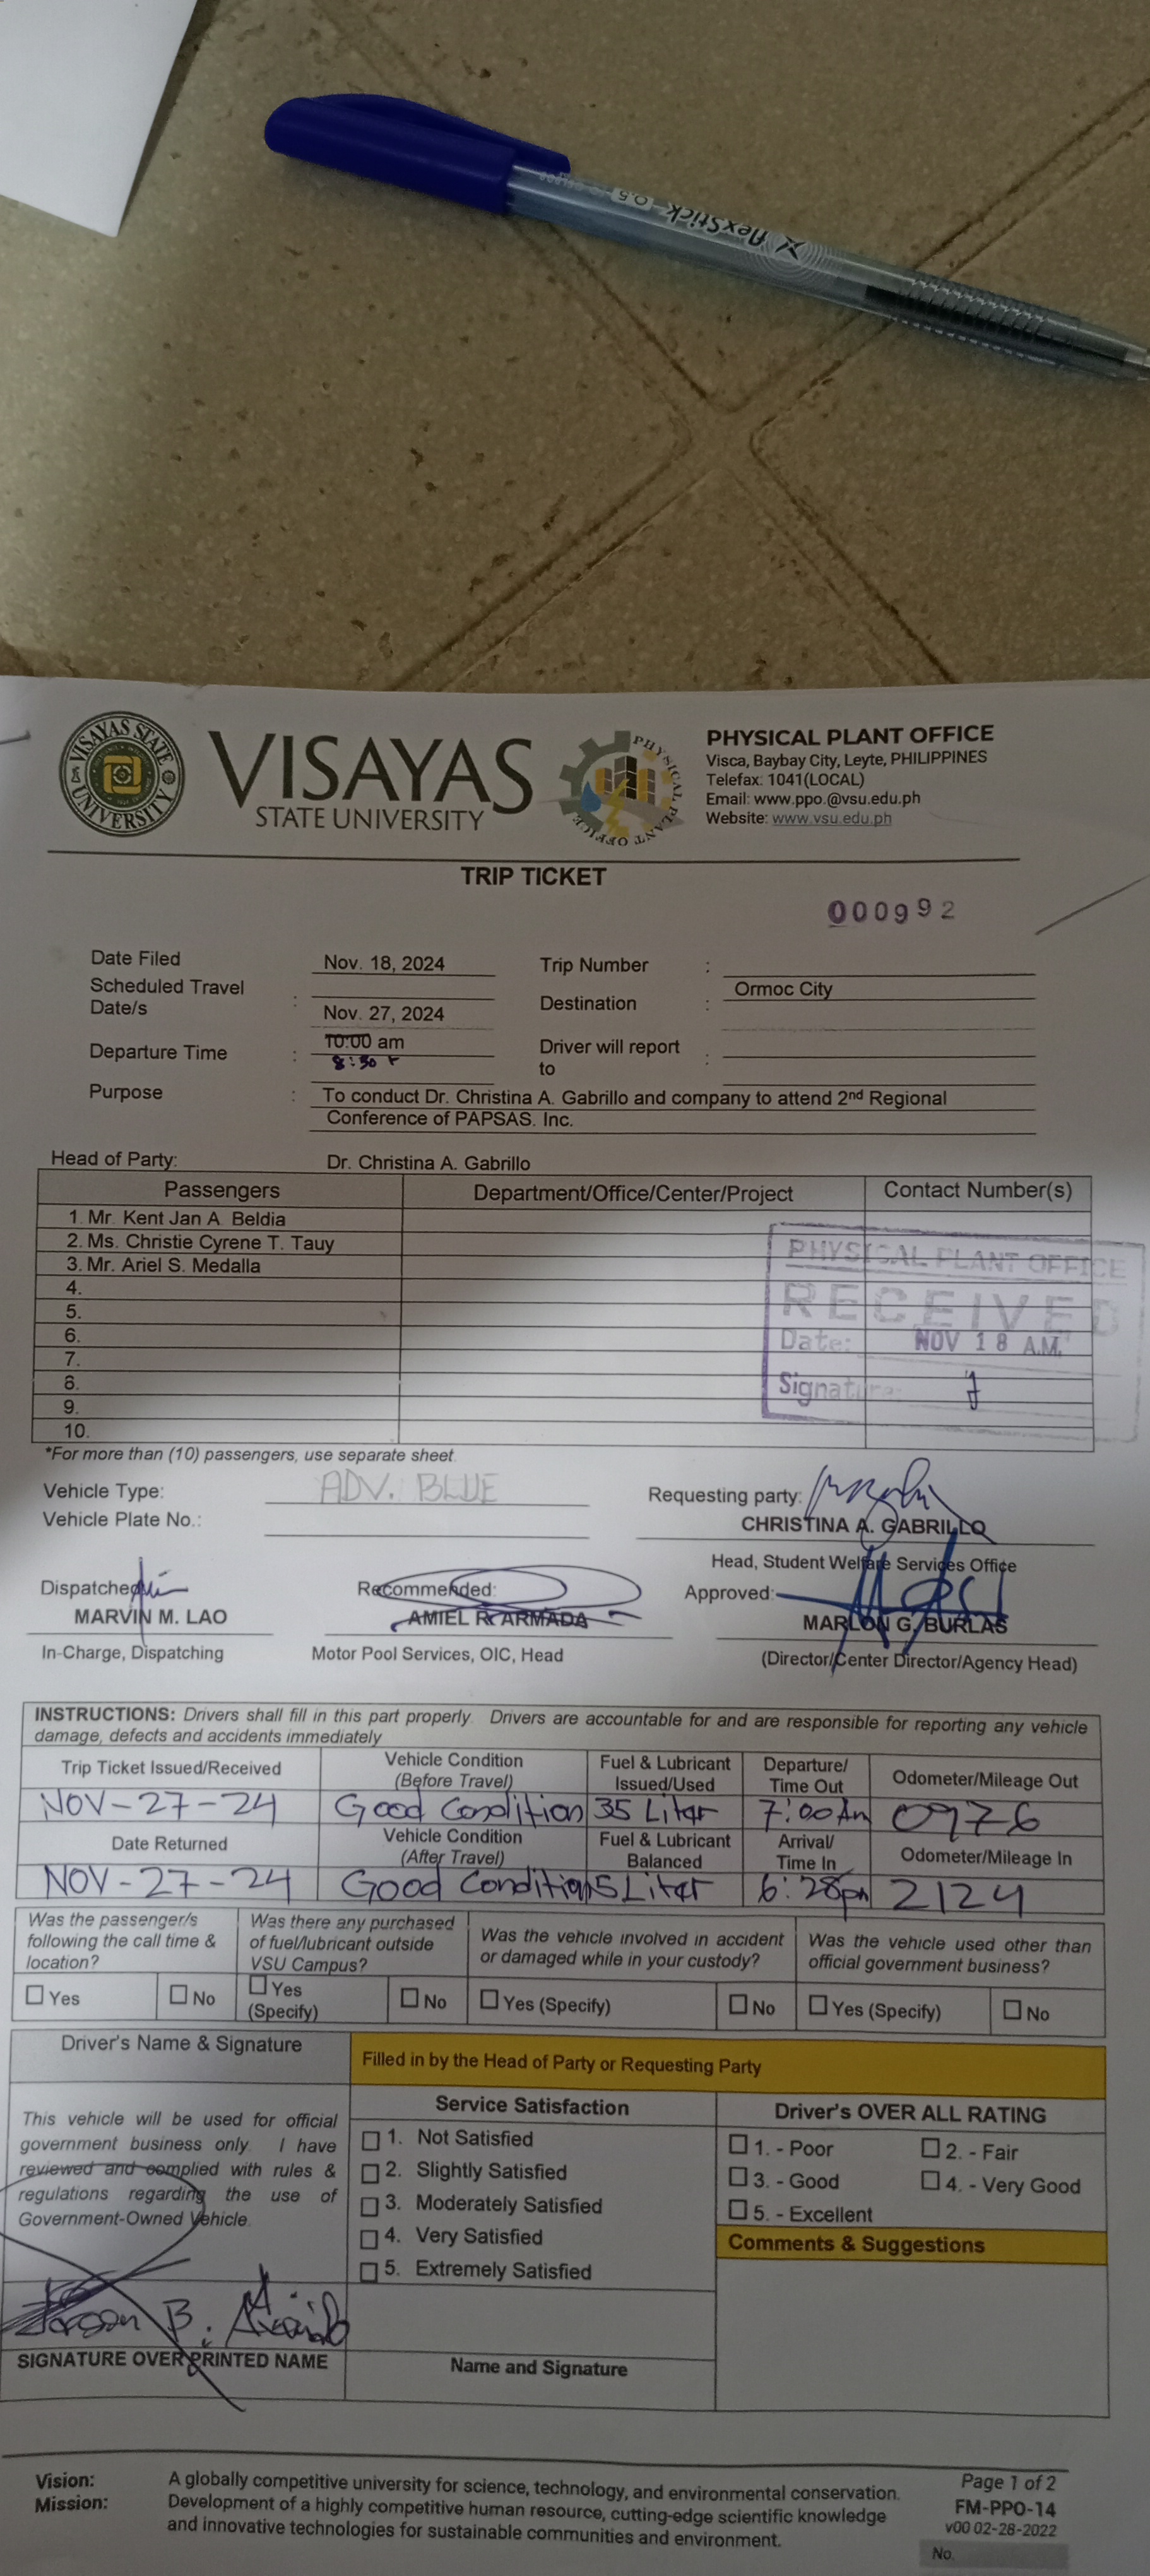 flexStick 0.5
VISAYAS STATE UNIVERSITY
VISAYAS
STATE UNIVERSITY
PHYSICAL PLANT OFFICE
PHYSICAL PLANT OFFICE
Visca, Baybay City, Leyte, PHILIPPINES
Telefax: 1041(LOCAL)
Email: www.ppo.@vsu.edu.ph
Website: www.vsu.edu.ph
TRIP TICKET
000992
Date Filed Nov. 18, 2024 Trip Number :
Scheduled Travel Date/s : Nov. 27, 2024 Destination : Ormoc City
Departure Time : 10:00 am Driver will report to :
8:30
Purpose : To conduct Dr. Christina A. Gabrillo and company to attend 2nd Regional
Conference of PAPSAS. Inc.
Head of Party: Dr. Christina A. Gabrillo
Passengers Department/Office/Center/Project Contact Number(s)
1. Mr. Kent Jan A. Beldia
2. Ms. Christie Cyrene T. Tauy
3. Mr. Ariel S. Medalla
4.
5.
6.
7.
8.
9.
10.
PHYSICAL PLANT OFFICE
RECEIVED
Date: NOV 18 A.M.
Signature:
*For more than (10) passengers, use separate sheet
Vehicle Type: ADV. BLUE Requesting party:
Vehicle Plate No.: CHRISTINA A. GABRILLO
Head, Student Welfare Services Office
Dispatched Recommended: Approved:
MARVIN M. LAO AMIEL R. ARMADA MARLON G. BURLAS
In-Charge, Dispatching Motor Pool Services, OIC, Head (Director/Center Director/Agency Head)
INSTRUCTIONS: Drivers shall fill in this part properly. Drivers are accountable for and are responsible for reporting any vehicle
damage, defects and accidents immediately
Trip Ticket Issued/Received Vehicle Condition (Before Travel) Fuel & Lubricant Issued/Used Departure/ Time Out Odometer/Mileage Out
NOV-27-24 Good Condition 35 Liter 7:00 Am 0976
Date Returned Vehicle Condition (After Travel) Fuel & Lubricant Balanced Arrival/ Time In Odometer/Mileage In
NOV-27-24 Good Condition 5 Liter 6:28pm 2124
Was the passenger/s following the call time & location? Was there any purchased of fuel/lubricant outside VSU Campus? Was the vehicle involved in accident or damaged while in your custody? Was the vehicle used other than official government business?
Yes No Yes (Specify) No Yes (Specify) No Yes (Specify) No
Driver's Name & Signature
Filled in by the Head of Party or Requesting Party
This vehicle will be used for official
government business only. I have
reviewed and complied with rules &
regulations regarding the use of
Government-Owned Vehicle.
SIGNATURE OVER PRINTED NAME
Service Satisfaction
1. Not Satisfied
2. Slightly Satisfied
3. Moderately Satisfied
4. Very Satisfied
5. Extremely Satisfied
Name and Signature
Driver's OVER ALL RATING
1. - Poor 2. - Fair
3. - Good 4. - Very Good
5. - Excellent
Comments & Suggestions
Vision: A globally competitive university for science, technology, and environmental conservation.
Mission: Development of a highly competitive human resource, cutting-edge scientific knowledge
and innovative technologies for sustainable communities and environment.
Page 1 of 2
FM-PPO-14
v00 02-28-2022
No.